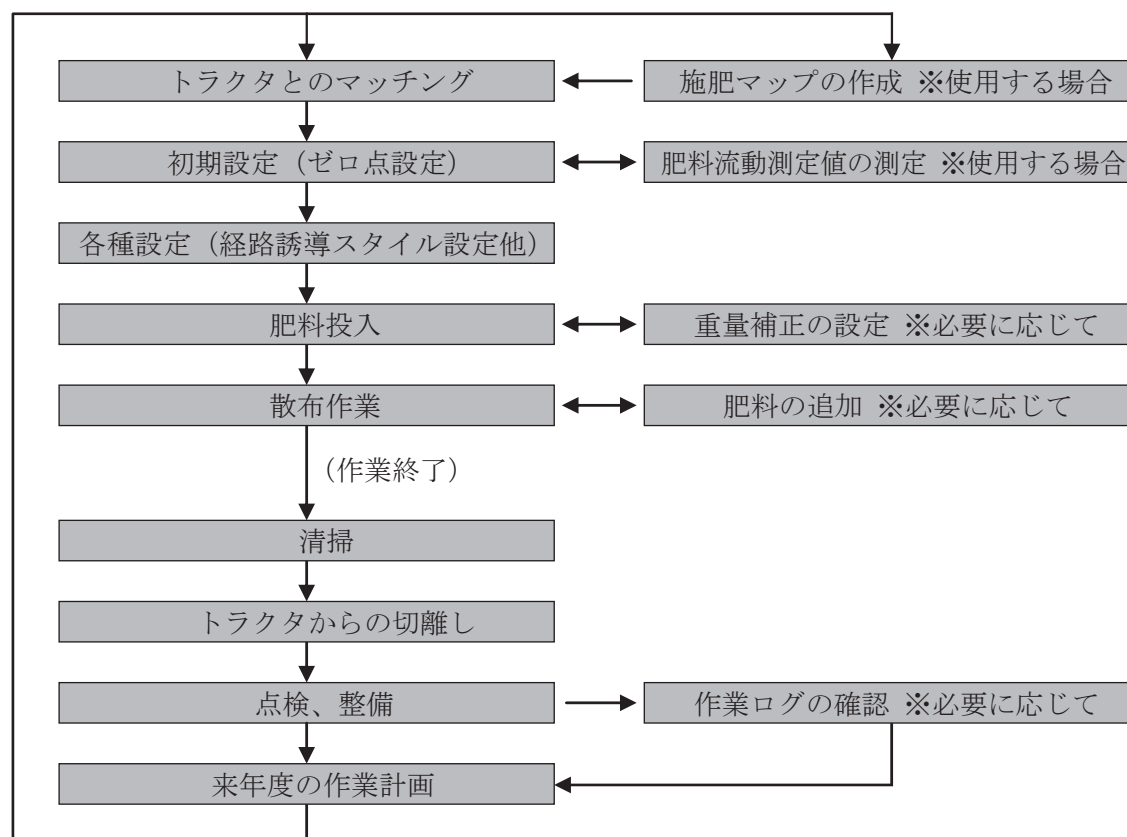 トラクタとのマッチング
施肥マップの作成 ※使用する場合
初期設定（ゼロ点設定）
肥料流動測定値の測定 ※使用する場合
各種設定（経路誘導スタイル設定他）
肥料投入
重量補正の設定 ※必要に応じて
散布作業
肥料の追加 ※必要に応じて
（作業終了）
清掃
トラクタからの切離し
点検、整備
作業ログの確認 ※必要に応じて
来年度の作業計画